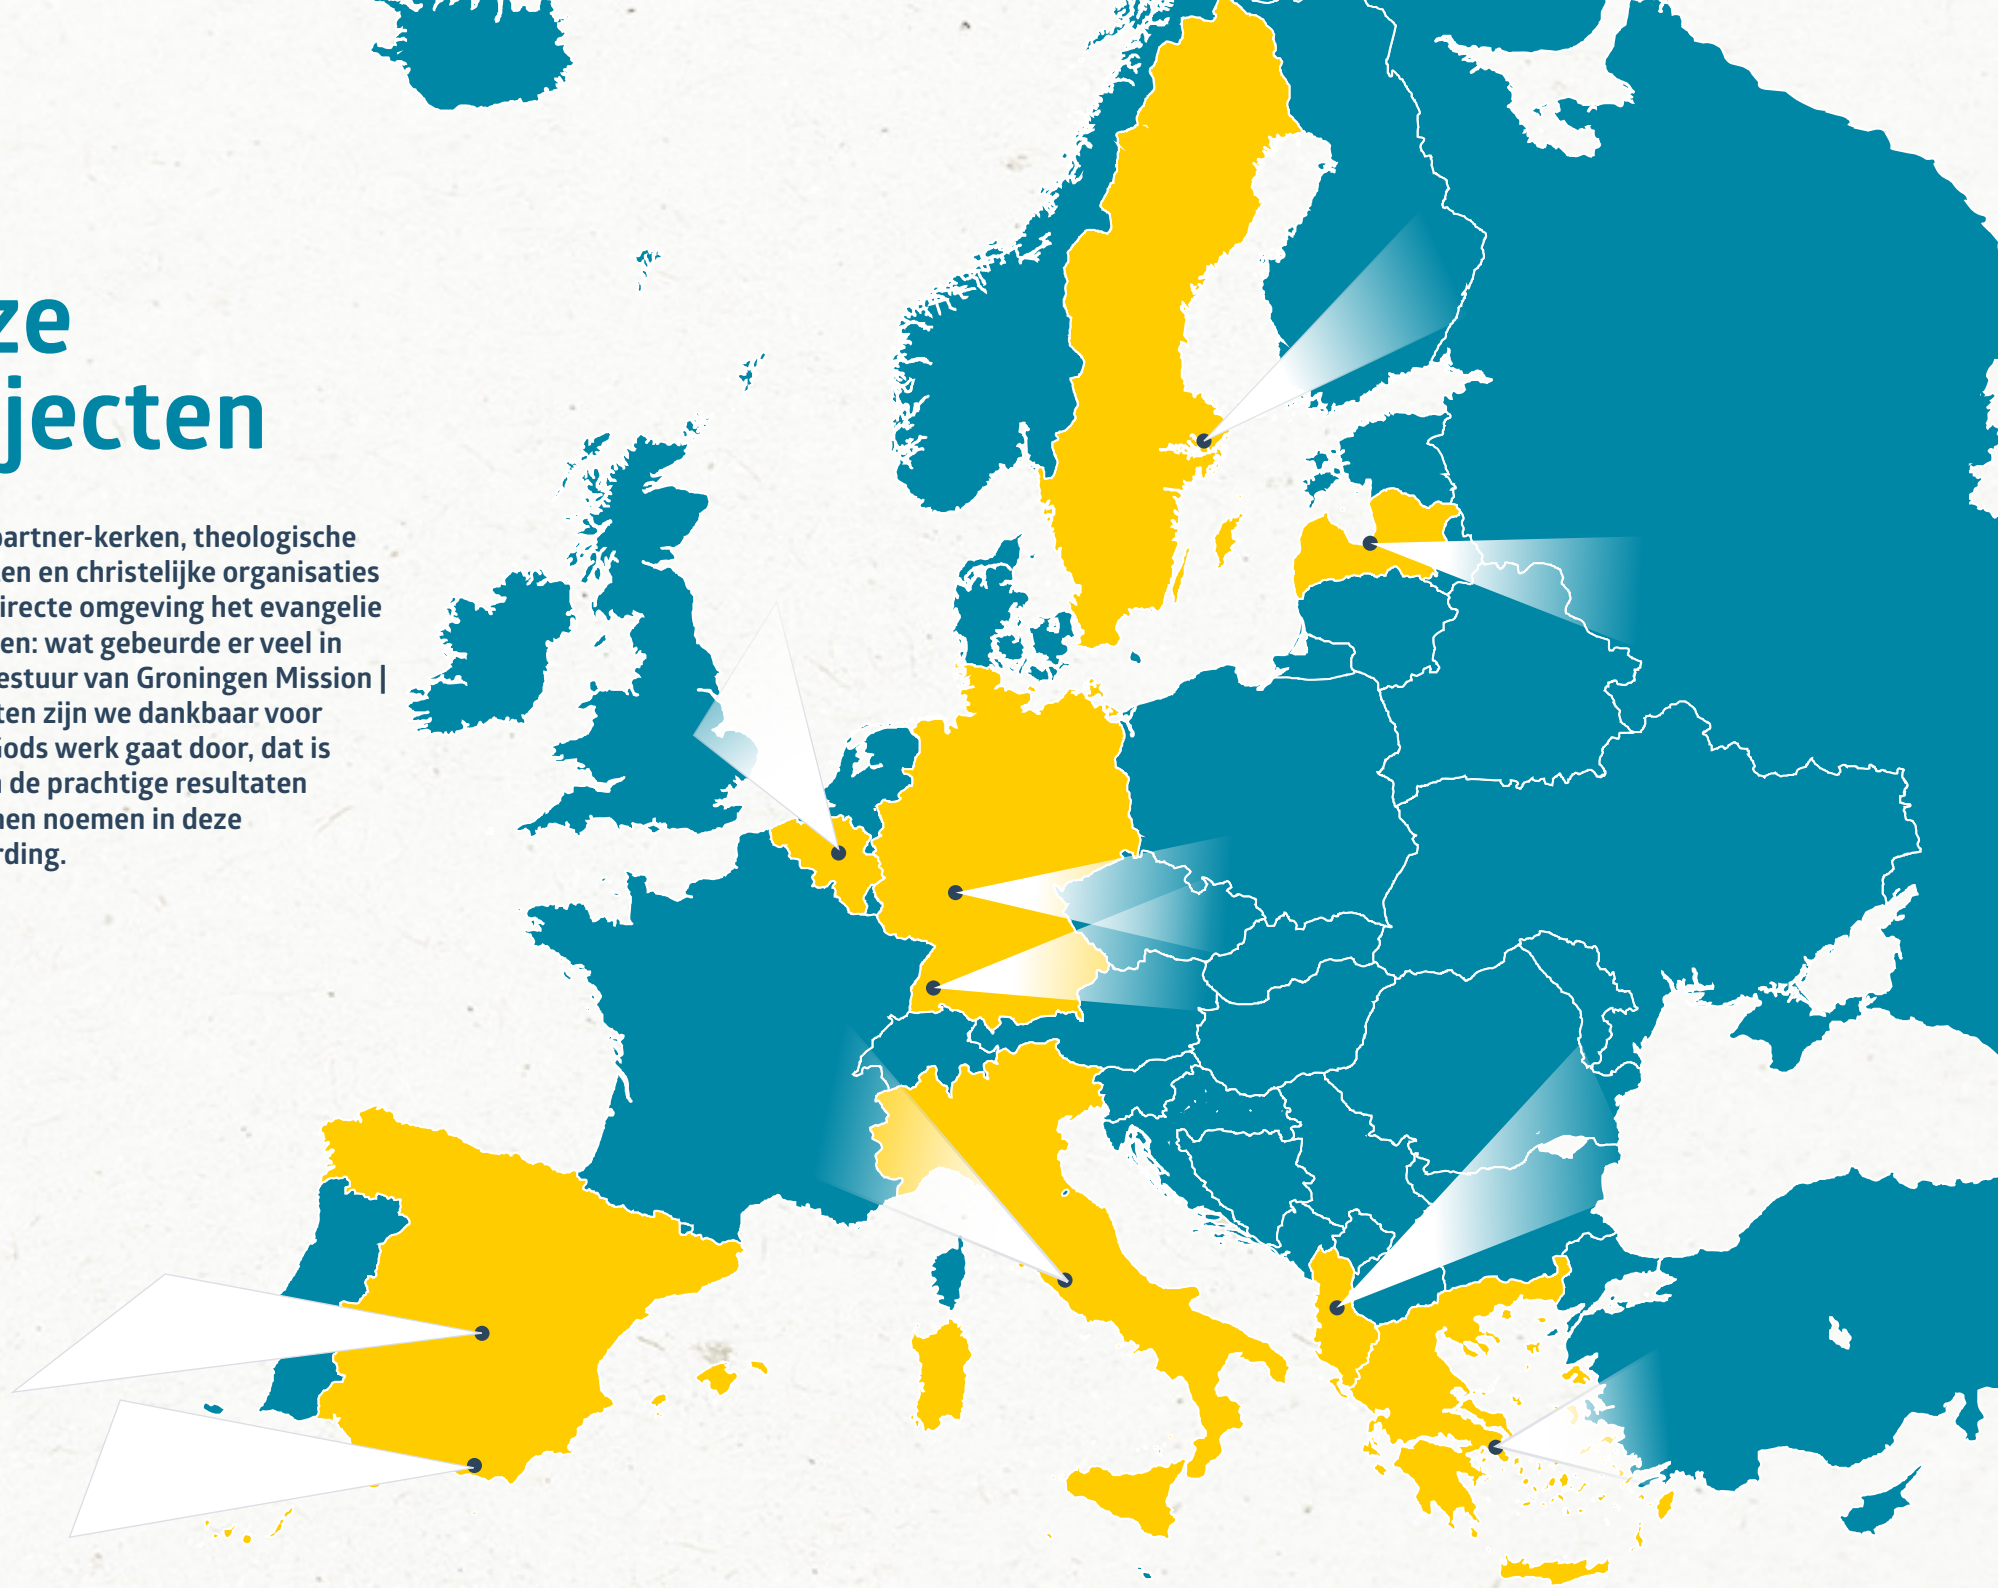 ze
jecten
partner-kerken, theologische
en en christelijke organisaties
irecte omgeving het evangelie
en: wat gebeurde er veel in
estuur van Groningen Mission |
ten zijn we dankbaar voor
Gods werk gaat door, dat is
de prachtige resultaten
nen noemen in deze
rding.